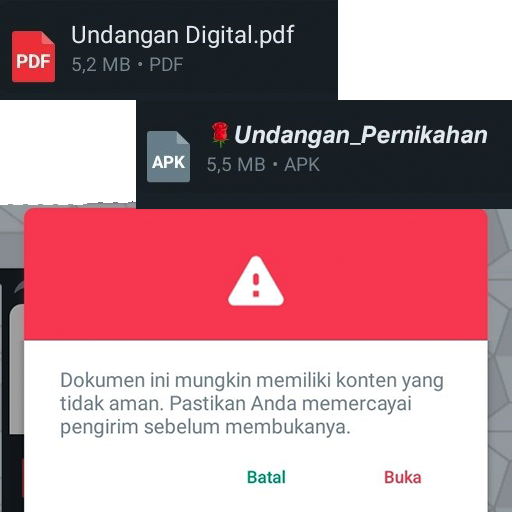 PDF
Undangan Digital.pdf
5,2 MB • PDF
APK
🌹Undangan_Pernikahan
5,5 MB • APK
Dokumen ini mungkin memiliki konten yang
tidak aman. Pastikan Anda memercayai
pengirim sebelum membukanya.
Batal Buka